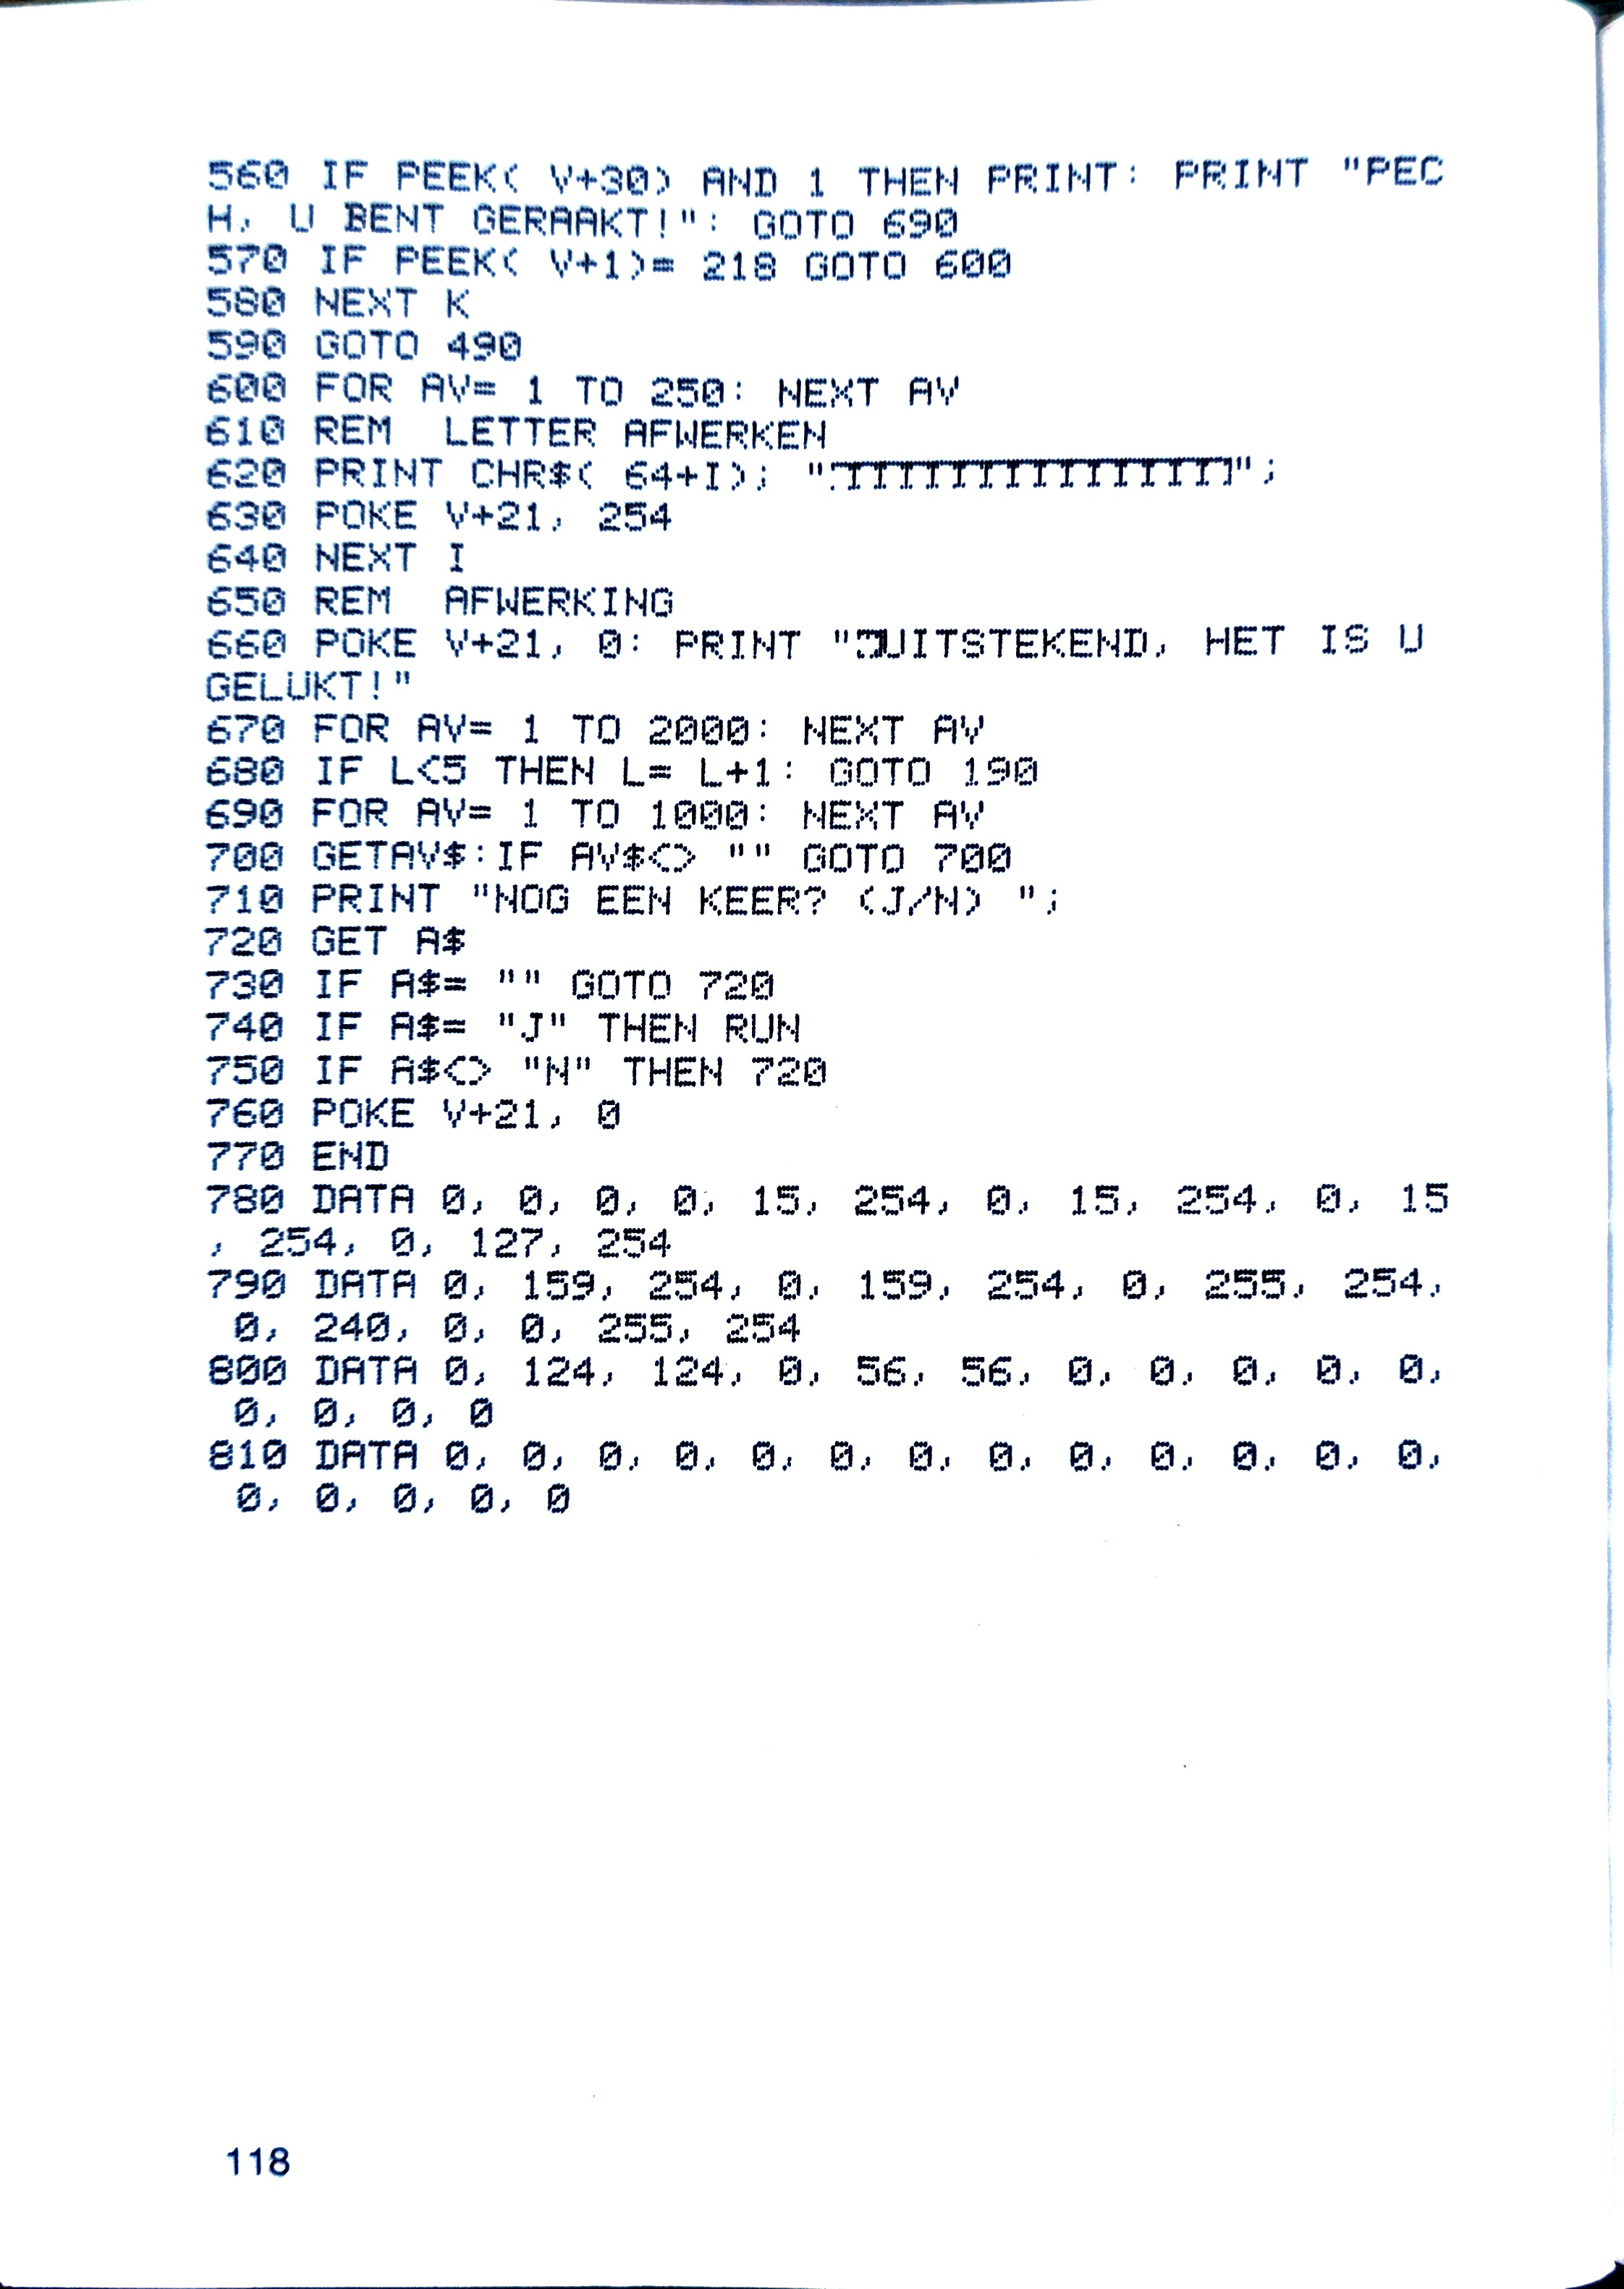 560 IF PEEK( V+30) AND 1 THEN PRINT: PRINT "PEC
H, U BENT GERAAKT!": GOTO 690
570 IF PEEK( V+1)= 218 GOTO 600
580 NEXT K
590 GOTO 490
600 FOR AV= 1 TO 250: NEXT AV
610 REM  LETTER AFWERKEN
620 PRINT CHR$( 64+I); "";
630 POKE V+21, 254
640 NEXT I
650 REM  AFWERKING
660 POKE V+21, 0: PRINT "UITSTEKEND, HET IS U
GELUKT!"
670 FOR AV= 1 TO 2000: NEXT AV
680 IF L<5 THEN L= L+1: GOTO 190
690 FOR AV= 1 TO 1000: NEXT AV
700 GETAV$:IF AV$<> "" GOTO 700
710 PRINT "NOG EEN KEER? (J/N) ";
720 GET A$
730 IF A$= "" GOTO 720
740 IF A$= "J" THEN RUN
750 IF A$<> "N" THEN 720
760 POKE V+21, 0
770 END
780 DATA 0, 0, 0, 0, 15, 254, 0, 15, 254, 0, 15
, 254, 0, 127, 254
790 DATA 0, 159, 254, 0, 159, 254, 0, 255, 254,
0, 240, 0, 0, 255, 254
800 DATA 0, 124, 124, 0, 56, 56, 0, 0, 0, 0, 0,
0, 0, 0, 0
810 DATA 0, 0, 0, 0, 0, 0, 0, 0, 0, 0, 0, 0, 0,
0, 0, 0, 0, 0
118